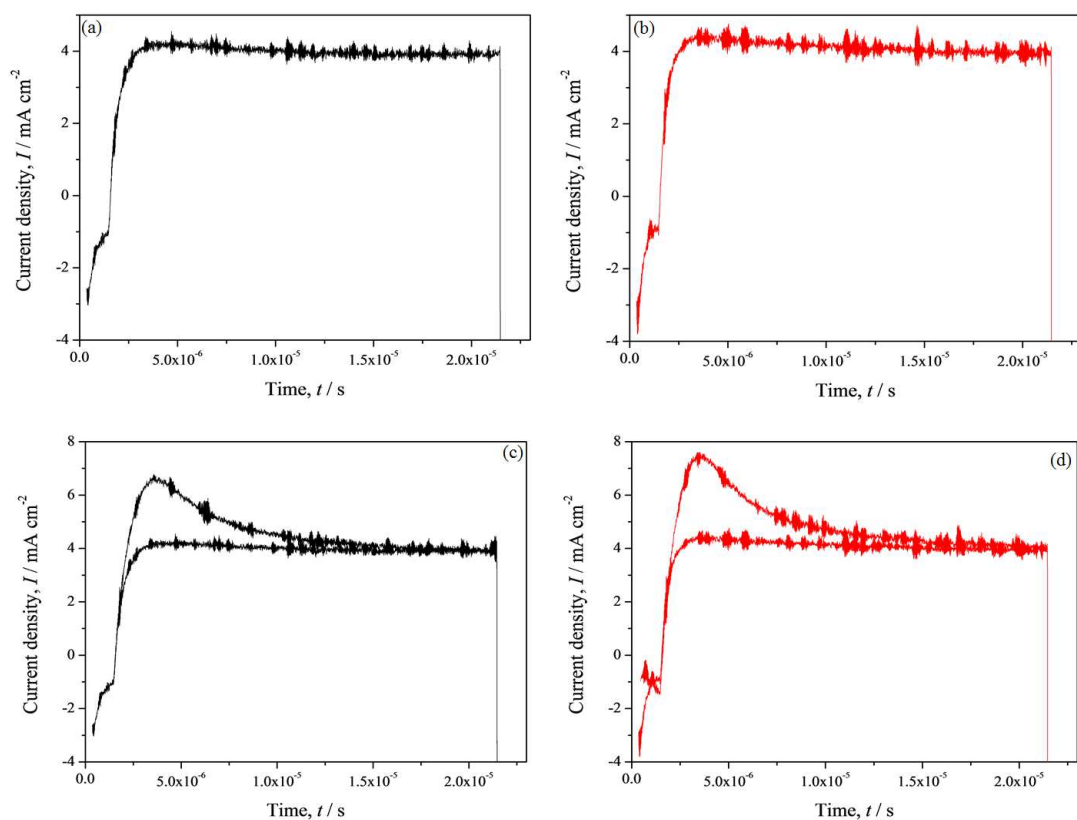 (a)
Current density, I / mA cm⁻²
4
2
0
-2
-4
0.0
5.0x10⁻⁶
1.0x10⁻⁵
1.5x10⁻⁵
2.0x10⁻⁵
Time, t / s
(b)
Current density, I / mA cm⁻²
4
2
0
-2
-4
0.0
5.0x10⁻⁶
1.0x10⁻⁵
1.5x10⁻⁵
2.0x10⁻⁵
Time, t / s
(c)
Current density, I / mA cm⁻²
8
6
4
2
0
-2
-4
0.0
5.0x10⁻⁶
1.0x10⁻⁵
1.5x10⁻⁵
2.0x10⁻⁵
Time, t / s
(d)
Current density, I / mA cm⁻²
8
6
4
2
0
-2
-4
0.0
5.0x10⁻⁶
1.0x10⁻⁵
1.5x10⁻⁵
2.0x10⁻⁵
Time, t / s